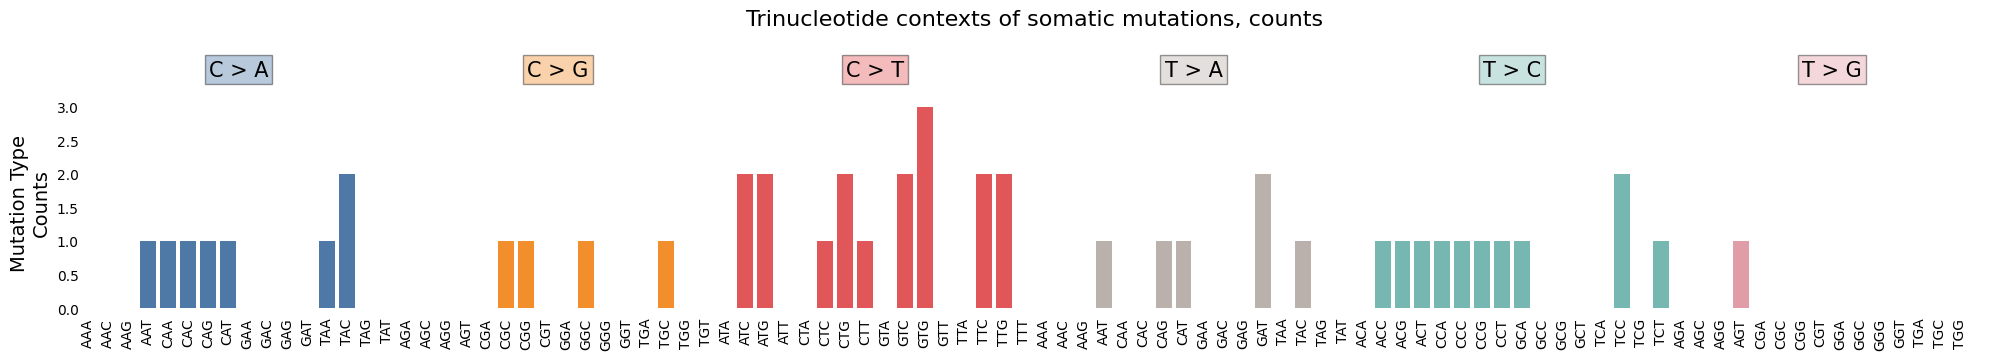 Trinucleotide contexts of somatic mutations, counts
C > A C > G C > T T > A T > C T > G
Mutation Type
Counts
3.0
2.5
2.0
1.5
1.0
0.5
0.0
AAA AAC AAG AAT CAA CAC CAG CAT GAA GAC GAG GAT TAA TAC TAG TAT AGA AGC AGG AGT CGA CGC CGG CGT GGA GGC GGG GGT TGA TGC TGG TGT ATA ATC ATG ATT CTA CTC CTG CTT GTA GTC GTG GTT TTA TTC TTG TTT AAA AAC AAG AAT CAA CAC CAG CAT GAA GAC GAG GAT TAA TAC TAG TAT ACA ACC ACG ACT CCA CCC CCG CCT GCA GCC GCG GCT TCA TCC TCG TCT AGA AGC AGG AGT CGA CGC CGG CGT GGA GGC GGG GGT TGA TGC TGG